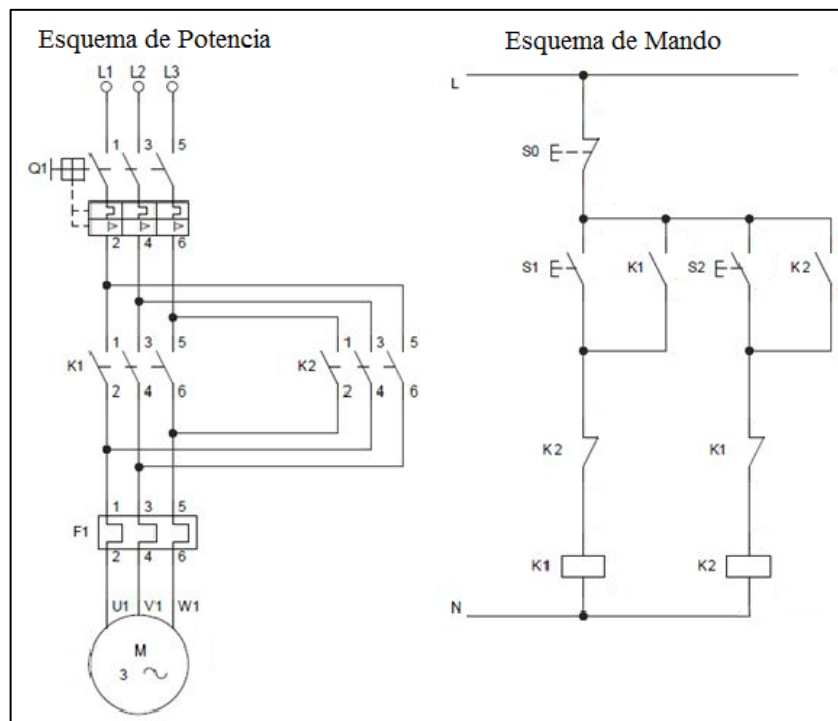 Esquema de Potencia
L1 L2 L3
1 3 5
Q1
2 4 6
1 3 5
K1
2 4 6
1 3 5
K2
2 4 6
1 3 5
F1
2 4 6
U1 V1 W1
M
3
Esquema de Mando
L
S0
S1 K1 S2 K2
K2 K1
K1 K2
N